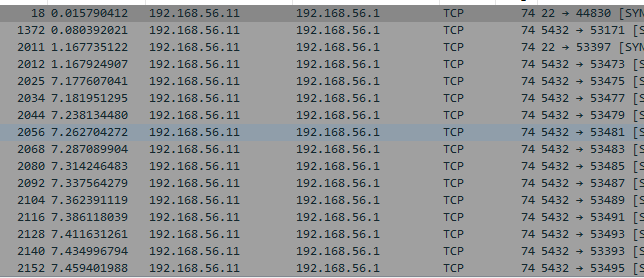 18 0.015790412 192.168.56.11 192.168.56.1 TCP 74 22 → 44830 [SYN
1372 0.080392021 192.168.56.11 192.168.56.1 TCP 74 5432 → 53171 [S
2011 1.167735122 192.168.56.11 192.168.56.1 TCP 74 22 → 53397 [SYN
2012 1.167924907 192.168.56.11 192.168.56.1 TCP 74 5432 → 53473 [S
2025 7.177607041 192.168.56.11 192.168.56.1 TCP 74 5432 → 53475 [S
2034 7.181951295 192.168.56.11 192.168.56.1 TCP 74 5432 → 53477 [S
2044 7.238134480 192.168.56.11 192.168.56.1 TCP 74 5432 → 53479 [S
2056 7.262704272 192.168.56.11 192.168.56.1 TCP 74 5432 → 53481 [S
2068 7.287089904 192.168.56.11 192.168.56.1 TCP 74 5432 → 53483 [S
2080 7.314246483 192.168.56.11 192.168.56.1 TCP 74 5432 → 53485 [S
2092 7.337564279 192.168.56.11 192.168.56.1 TCP 74 5432 → 53487 [S
2104 7.362391119 192.168.56.11 192.168.56.1 TCP 74 5432 → 53489 [S
2116 7.386118039 192.168.56.11 192.168.56.1 TCP 74 5432 → 53491 [S
2128 7.411631261 192.168.56.11 192.168.56.1 TCP 74 5432 → 53493 [S
2140 7.434996794 192.168.56.11 192.168.56.1 TCP 74 5432 → 53393 [S
2152 7.459401988 192.168.56.11 192.168.56.1 TCP 74 5432 → 53495 [S